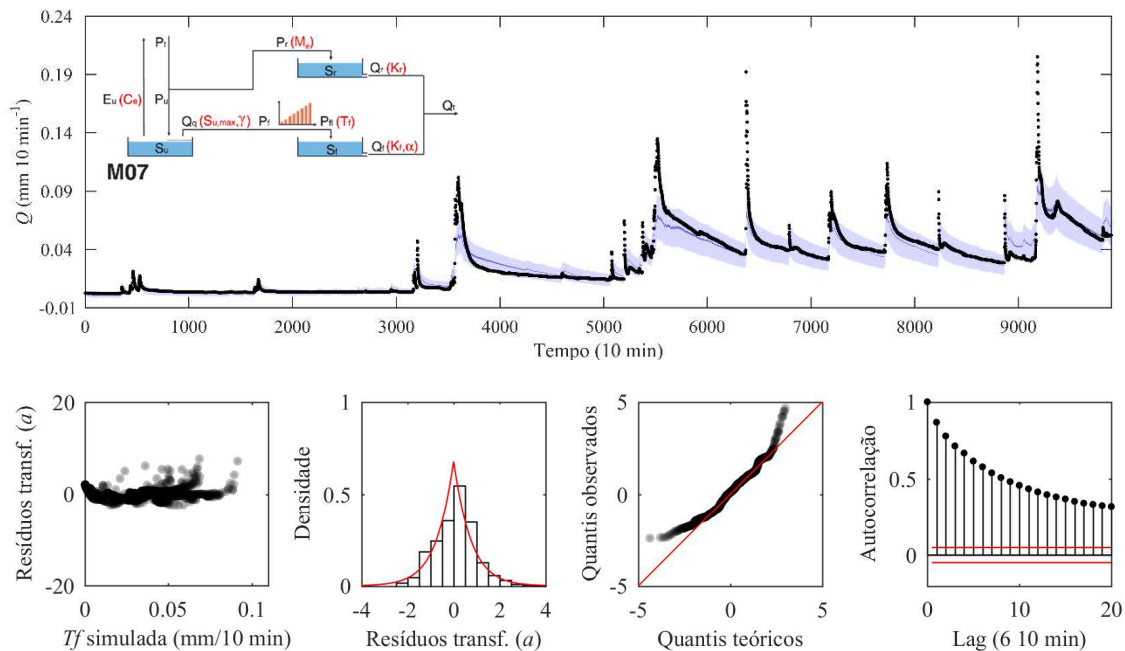 0.24
0.19
0.14
0.09
0.04
-0.01
Q (mm 10 min⁻¹)
Pt
Pr (Me)
Sr
Qr (Kr)
Eu (Ce)
Pu
Qq (Su,max,γ)
Pf
Pfl (Tf)
Qt
Su
Sf
Qf (Kf,α)
M07
0 1000 2000 3000 4000 5000 6000 7000 8000 9000
Tempo (10 min)
Resíduos transf. (a)
20
0
-20
0 0.05 0.1
Tf simulada (mm/10 min)
Densidade
1
0.5
0
-4 -2 0 2 4
Resíduos transf. (a)
Quantis observados
5
0
-5
-5 0 5
Quantis teóricos
Autocorrelação
1
0.5
0
0 10 20
Lag (6 10 min)